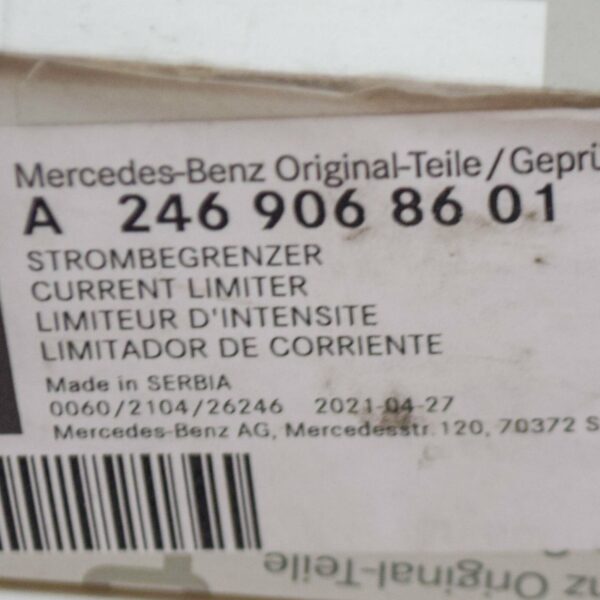 Mercedes-Benz Original-Teile/Geprü
A 246 906 86 01
STROMBEGRENZER
CURRENT LIMITER
LIMITEUR D'INTENSITE
LIMITADOR DE CORRIENTE
Made in SERBIA
0060/2104/26246 2021-04-27
Mercedes-Benz AG, Mercedesstr. 120, 70372 S
nz Original-Teile